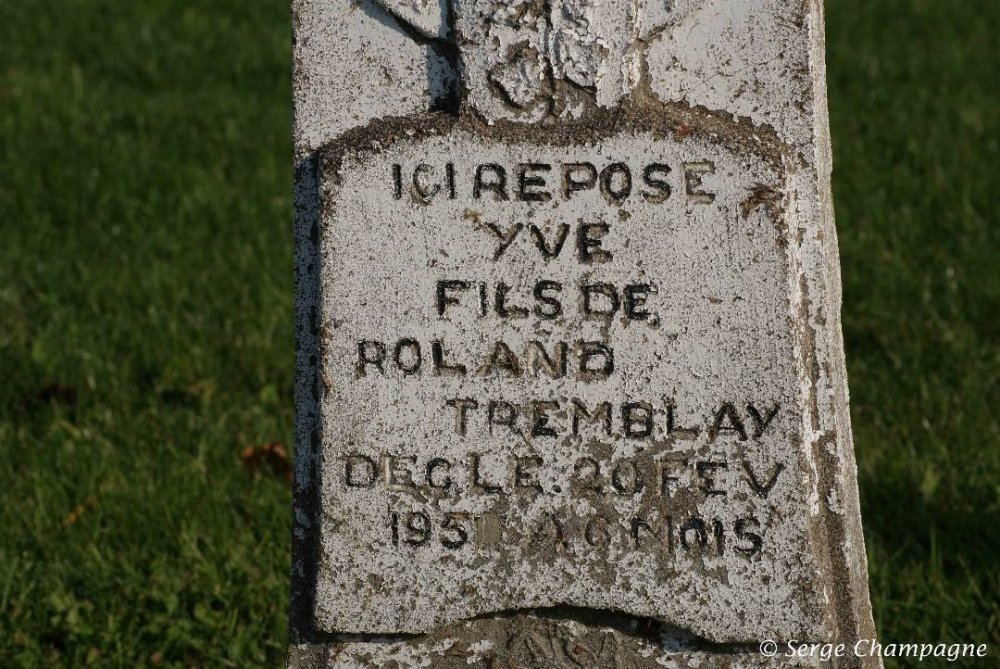 ICI REPOSE
YVE
FILS DE
ROLAND
TREMBLAY
DEC LE 20 FEV
A 6 MOIS
© Serge Champagne